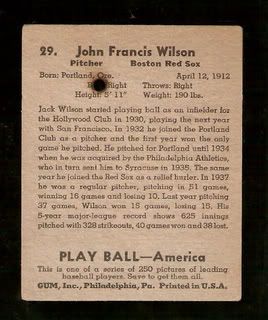 29. John Francis Wilson
Pitcher Boston Red Sox
Born: Portland, Ore. April 12, 1912
Right Throws: Right
Height: 5' 11" Weight: 190 lbs.
Jack Wilson started playing ball as an infielder for
the Hollywood Club in 1930, playing the next year
with San Francisco. In 1932 he joined the Portland
Club as a pitcher and the first year won the only
game he pitched. He pitched for Portland until 1934
when he was acquired by the Philadelphia Athletics,
who in turn sent him to Syracuse in 1935. The same
year he joined the Red Sox as a relief hurler. In 1937
he was a regular pitcher, pitching in 51 games,
winning 16 games and losing 10. Last year pitching
37 games, Wilson won 15 games, losing 15. His
5-year major-league record shows 625 innings
pitched with 328 strikeouts, 40 games won and 38 lost.
PLAY BALL—America
This is one of a series of 250 pictures of leading
baseball players. Save to get them all.
GUM, Inc., Philadelphia, Pa. Printed in U.S.A.